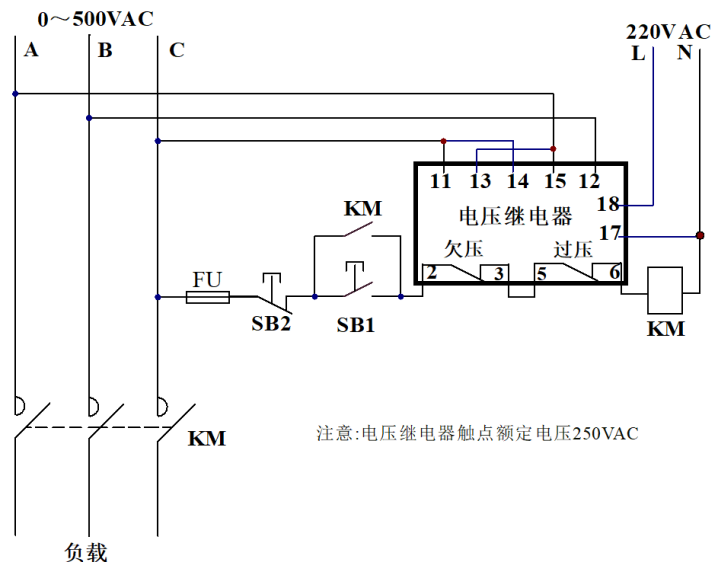 0～500VAC
A B C
220VAC
L N
11 13 14 15 12
电压继电器
18
17
欠压 过压
2 3 5 6
KM
FU
SB2
SB1
KM
KM
注意:电压继电器触点额定电压250VAC
负载